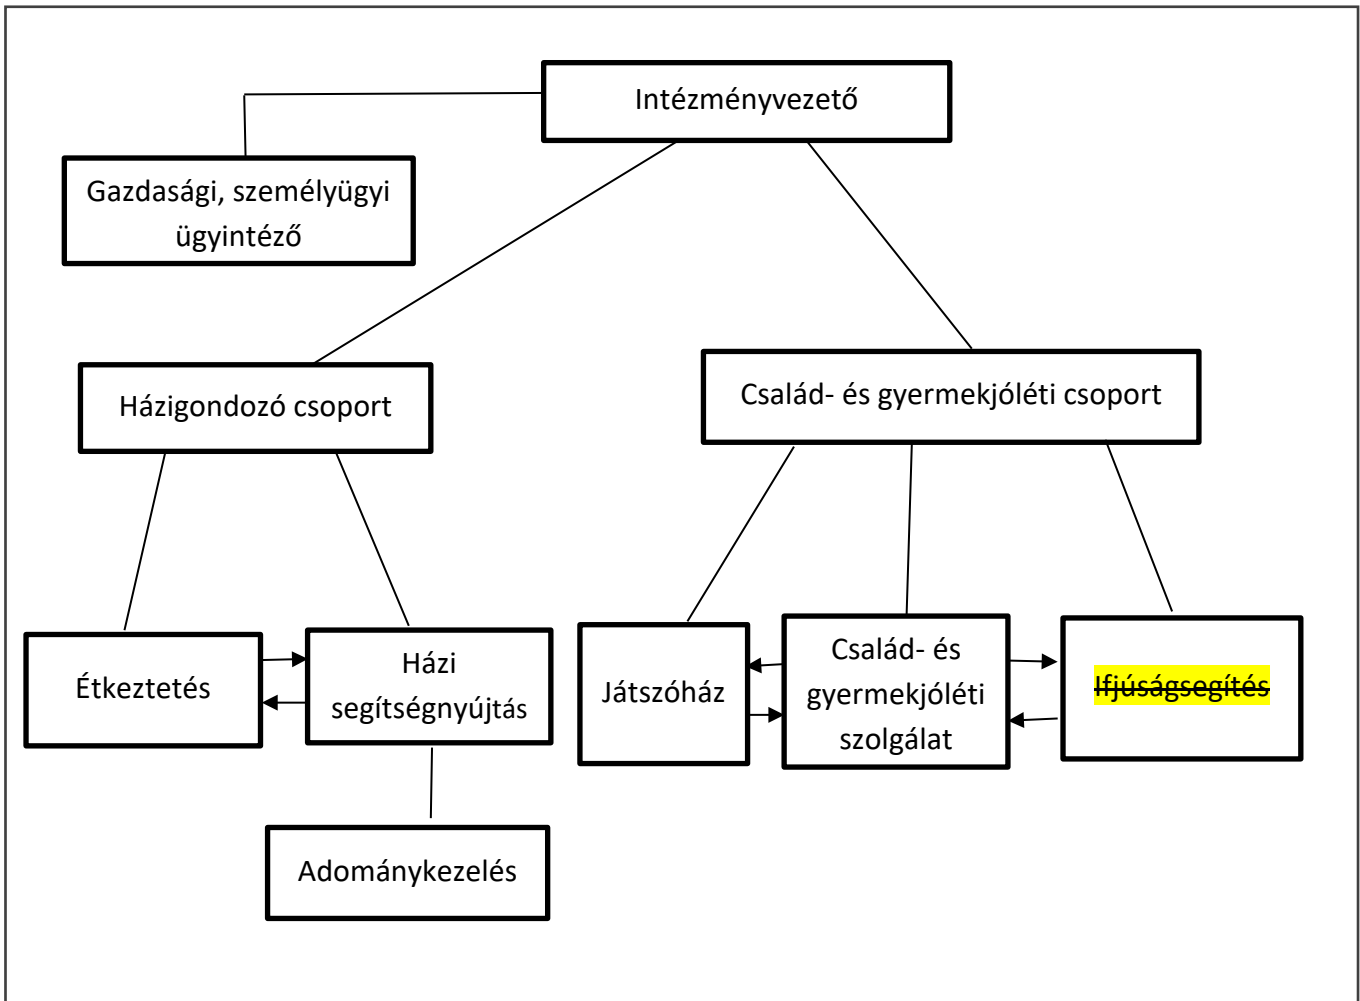 Intézményvezető
Gazdasági, személyügyi
ügyintéző
Házigondozó csoport
Család- és gyermekjóléti csoport
Étkeztetés
Házi
segítségnyújtás
Játszóház
Család- és
gyermekjóléti
szolgálat
Ifjúságsegítés
Adománykezelés